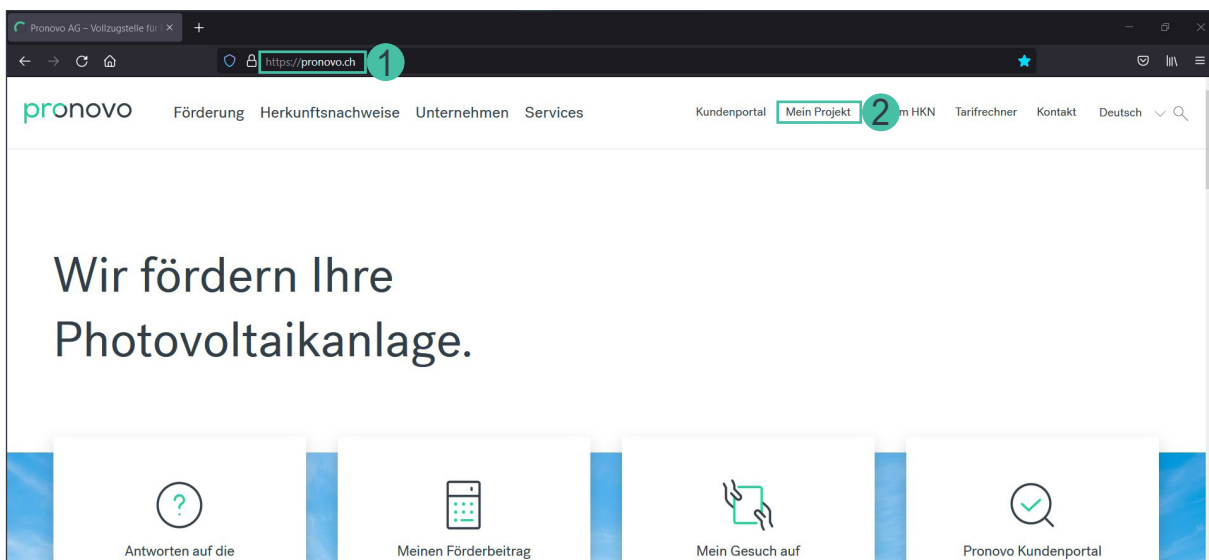 Pronovo AG – Vollzugstelle für
https://pronovo.ch 1
pronovo Förderung Herkunftsnachweise Unternehmen Services Kundenportal Mein Projekt 2 HKN Tarifrechner Kontakt Deutsch
Wir fördern Ihre
Photovoltaikanlage.
?
Antworten auf die Meinen Förderbeitrag Mein Gesuch auf Pronovo Kundenportal